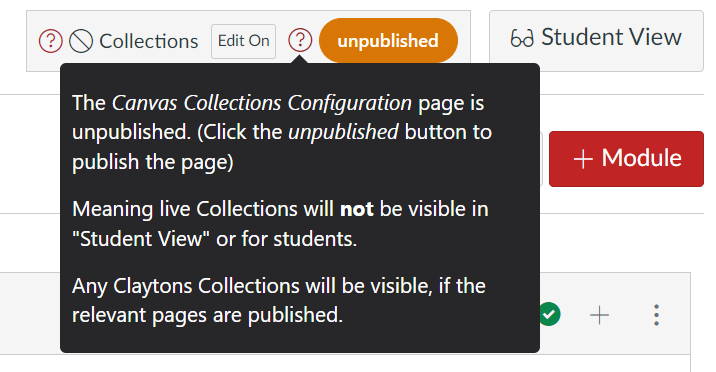 ? Collections Edit On ? unpublished Student View
The Canvas Collections Configuration page is
unpublished. (Click the unpublished button to
publish the page)
+ Module
Meaning live Collections will not be visible in
"Student View" or for students.
Any Claytons Collections will be visible, if the
relevant pages are published.